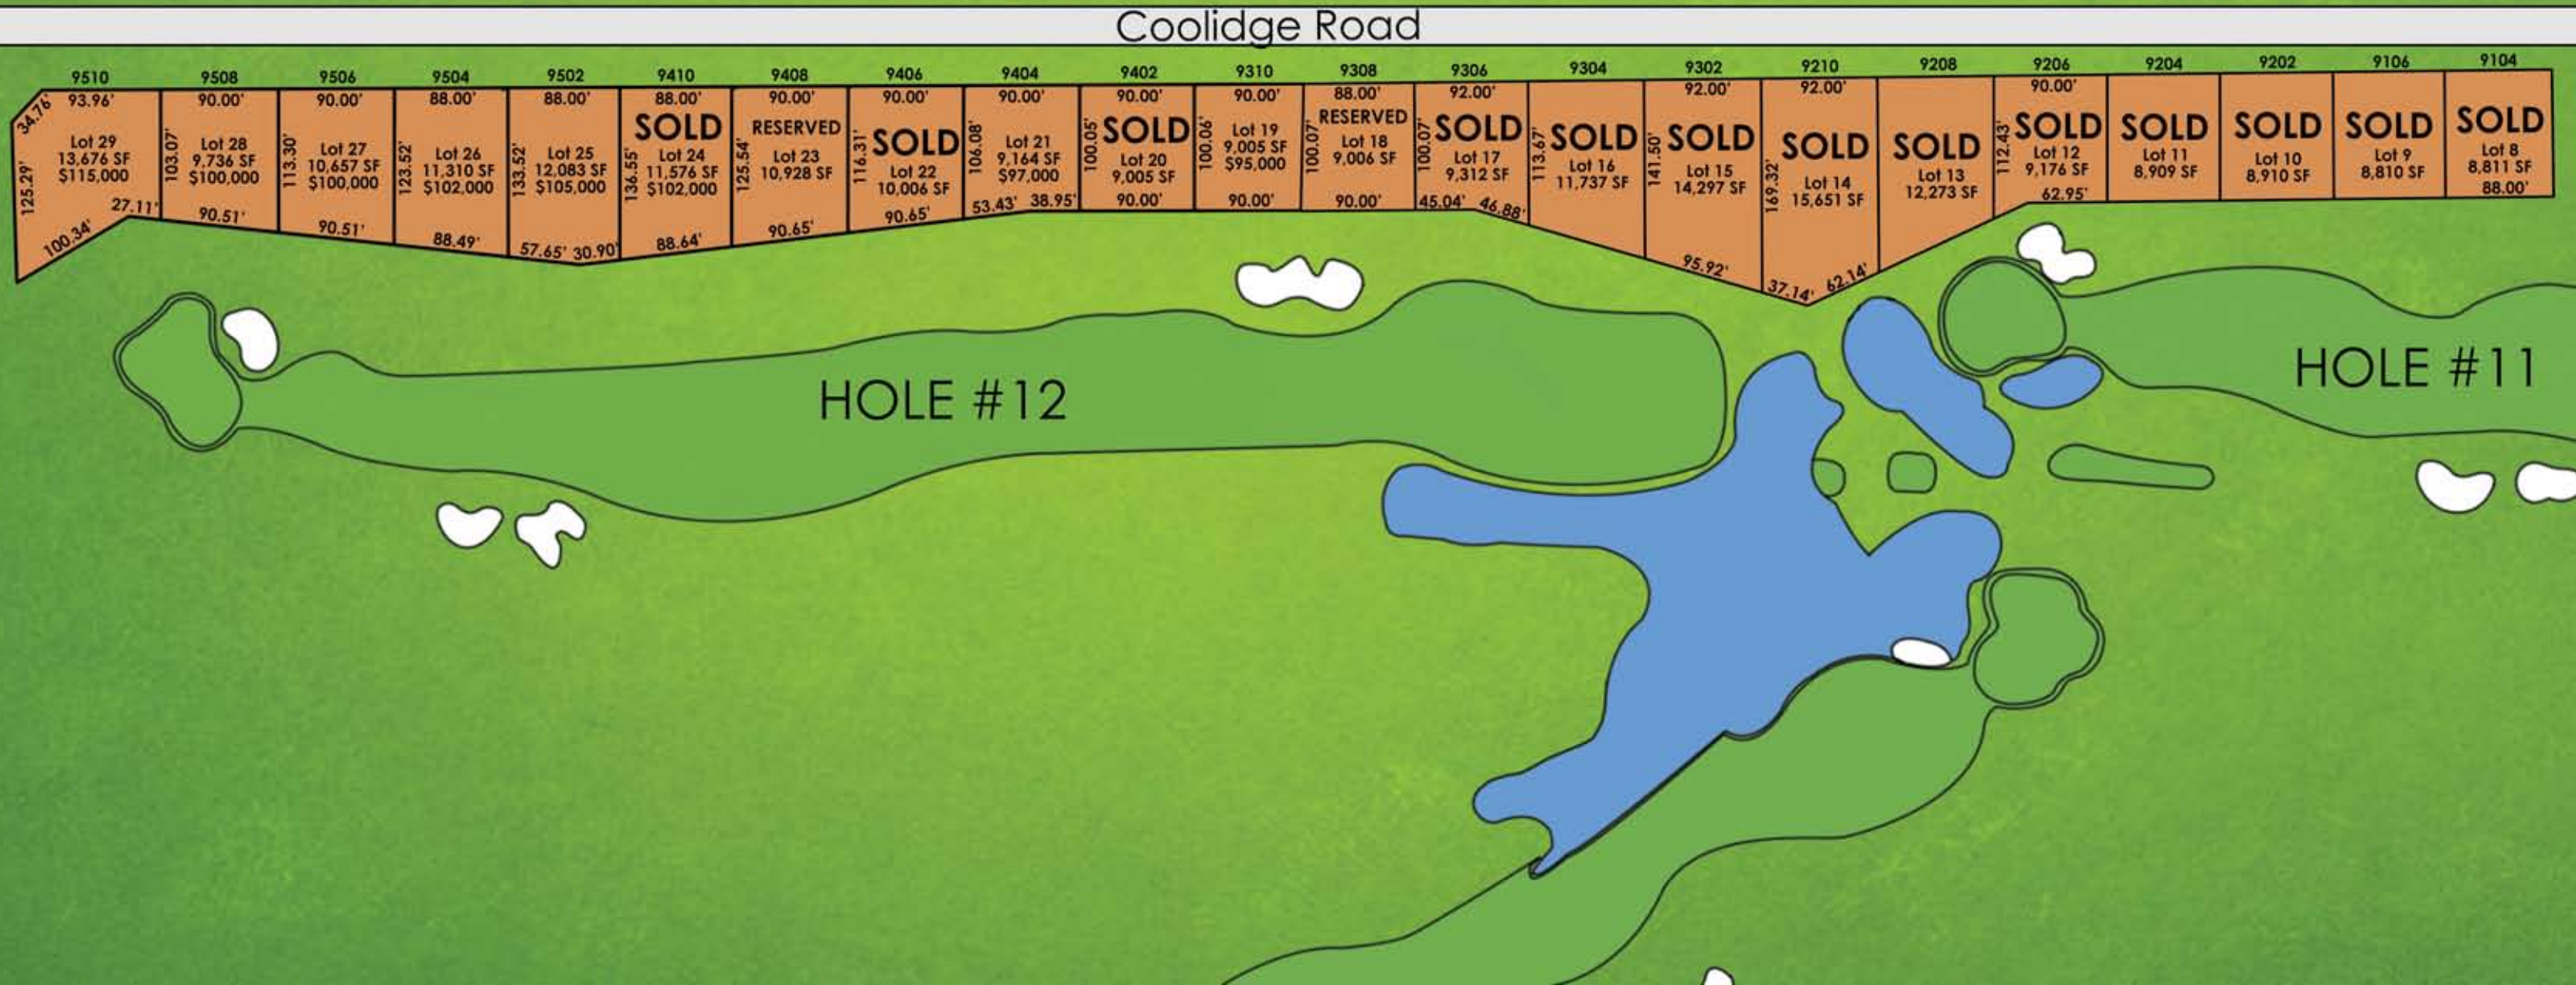 Coolidge Road
9510
9508
9506
9504
9502
9410
9408
9406
9404
9402
9310
9308
9306
9304
9302
9210
9208
9206
9204
9202
9106
9104
34.76'
93.96'
Lot 29
13,676 SF
$115,000
125.29'
100.34'
27.11'
90.00'
103.07'
Lot 28
9,736 SF
$100,000
90.51'
90.00'
113.30'
Lot 27
10,657 SF
$100,000
90.51'
88.00'
123.52'
Lot 26
11,310 SF
$102,000
88.49'
88.00'
133.52'
Lot 25
12,083 SF
$105,000
57.65' 30.90'
88.00'
SOLD
136.55'
Lot 24
11,576 SF
$102,000
88.64'
90.00'
RESERVED
125.54'
Lot 23
10,928 SF
90.65'
90.00'
116.31'
SOLD
Lot 22
10,006 SF
90.65'
90.00'
106.08'
Lot 21
9,164 SF
$97,000
53.43' 38.95'
90.00'
100.05'
SOLD
Lot 20
9,005 SF
90.00'
90.00'
100.06'
Lot 19
9,005 SF
$95,000
90.00'
88.00'
RESERVED
100.07'
Lot 18
9,006 SF
90.00'
92.00'
100.07'
SOLD
Lot 17
9,312 SF
45.04' 46.88'
113.67'
SOLD
Lot 16
11,737 SF
92.00'
141.50'
SOLD
Lot 15
14,297 SF
95.92'
92.00'
SOLD
169.32'
Lot 14
15,651 SF
37.14' 62.14'
SOLD
Lot 13
12,273 SF
90.00'
112.43'
SOLD
Lot 12
9,176 SF
62.95'
SOLD
Lot 11
8,909 SF
SOLD
Lot 10
8,910 SF
SOLD
Lot 9
8,810 SF
SOLD
Lot 8
8,811 SF
88.00'
HOLE #12
HOLE #11